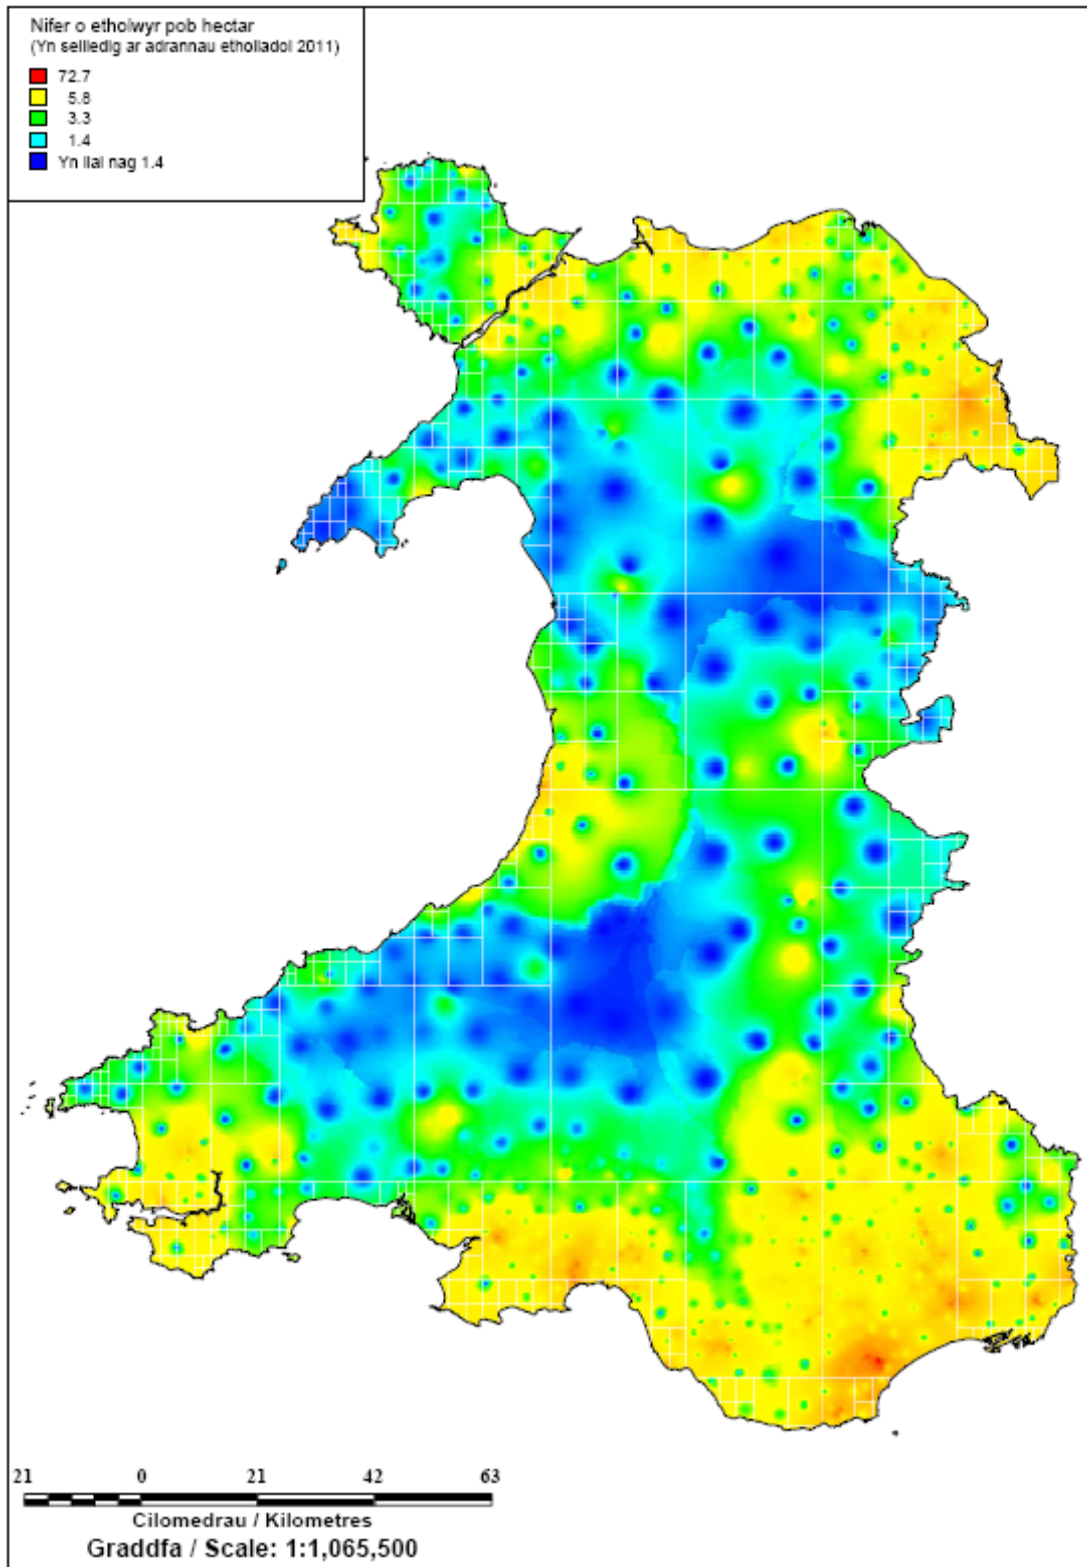 Nifer o etholwyr pob hectar
(Yn seiliedig ar adrannau etholiadol 2011)
72.7
5.8
3.3
1.4
Yn llai nag 1.4
21 0 21 42 63
Cilomedrau / Kilometres
Graddfa / Scale: 1:1,065,500